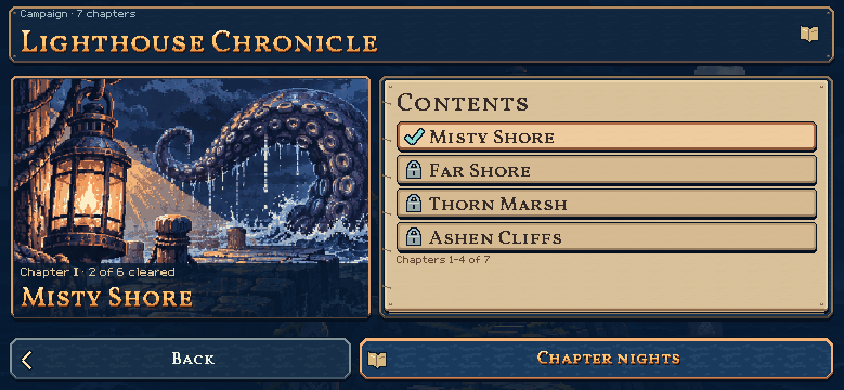 Campaign · 7 chapters
Lighthouse Chronicle
Chapter I · 2 of 6 cleared
Misty Shore
Contents
Misty Shore
Far Shore
Thorn Marsh
Ashen Cliffs
Chapters 1-4 of 7
Back
Chapter nights